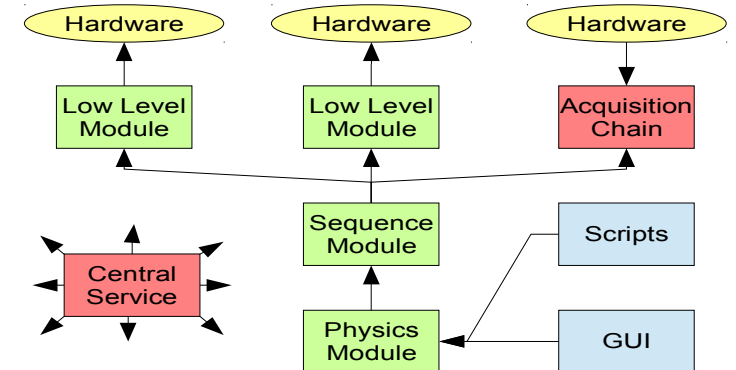 Hardware
Hardware
Hardware
Low Level
Module
Low Level
Module
Acquisition
Chain
Sequence
Module
Scripts
Central
Service
Physics
Module
GUI